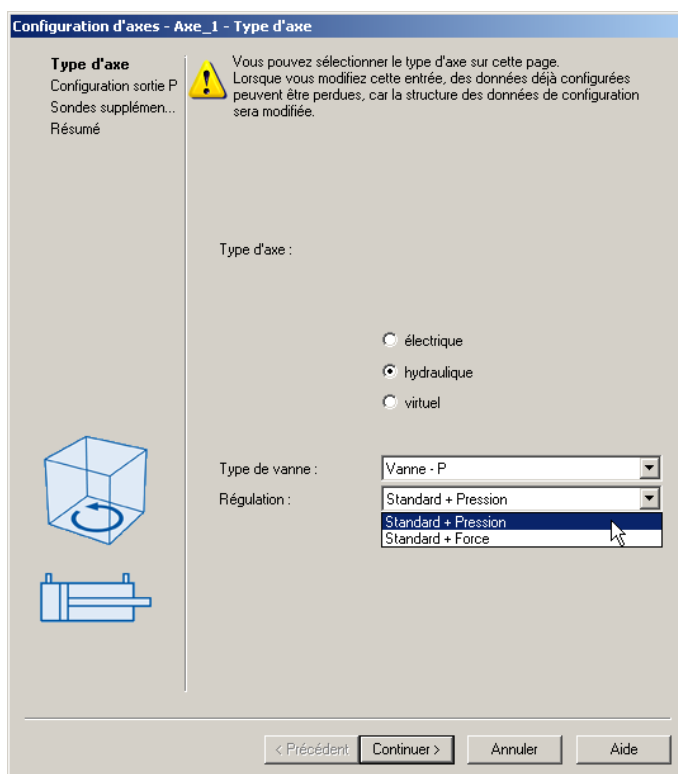 Configuration d'axes - Axe_1 - Type d'axe
Type d'axe
Configuration sortie P
Sondes supplémen...
Résumé
Vous pouvez sélectionner le type d'axe sur cette page.
Lorsque vous modifiez cette entrée, des données déjà configurées
peuvent être perdues, car la structure des données de configuration
sera modifiée.
Type d'axe :
électrique
hydraulique
virtuel
Type de vanne : Vanne - P
Régulation : Standard + Pression
Standard + Pression
Standard + Force
< Précédent Continuer > Annuler Aide